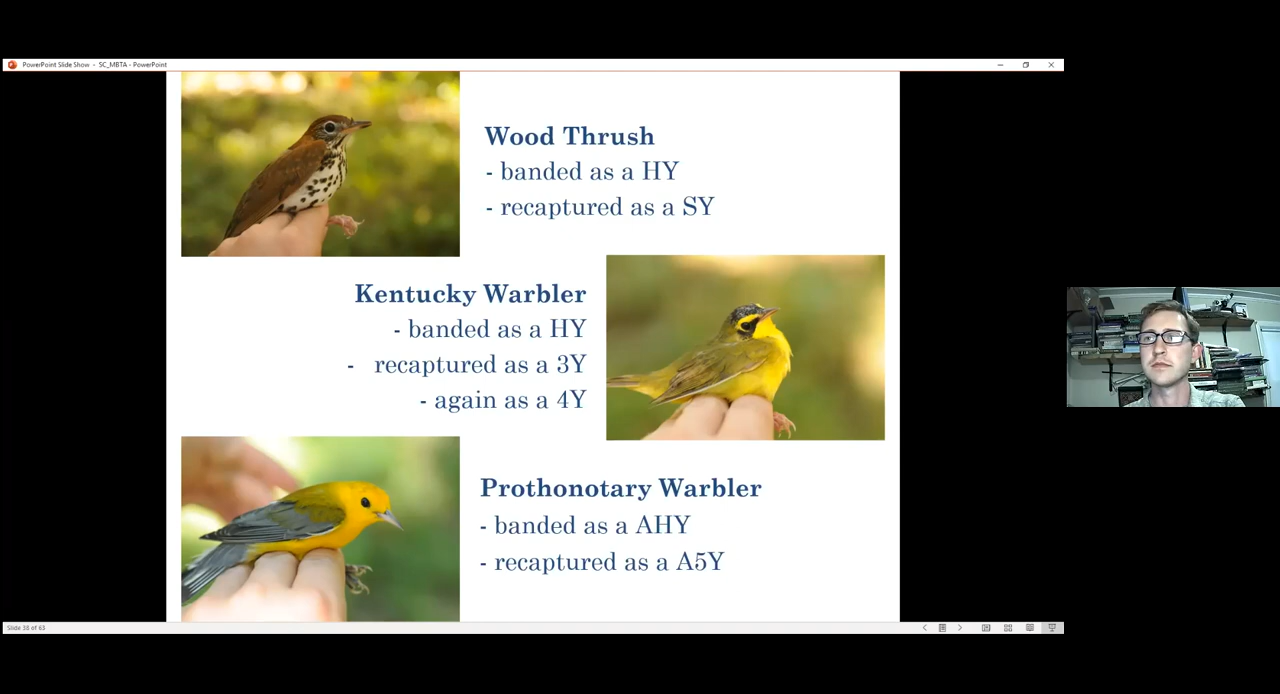 PowerPoint Slide Show - SC_MBTA - PowerPoint
Wood Thrush
- banded as a HY
- recaptured as a SY
Kentucky Warbler
- banded as a HY
- recaptured as a 3Y
- again as a 4Y
Prothonotary Warbler
- banded as a AHY
- recaptured as a A5Y
Slide 38 of 63